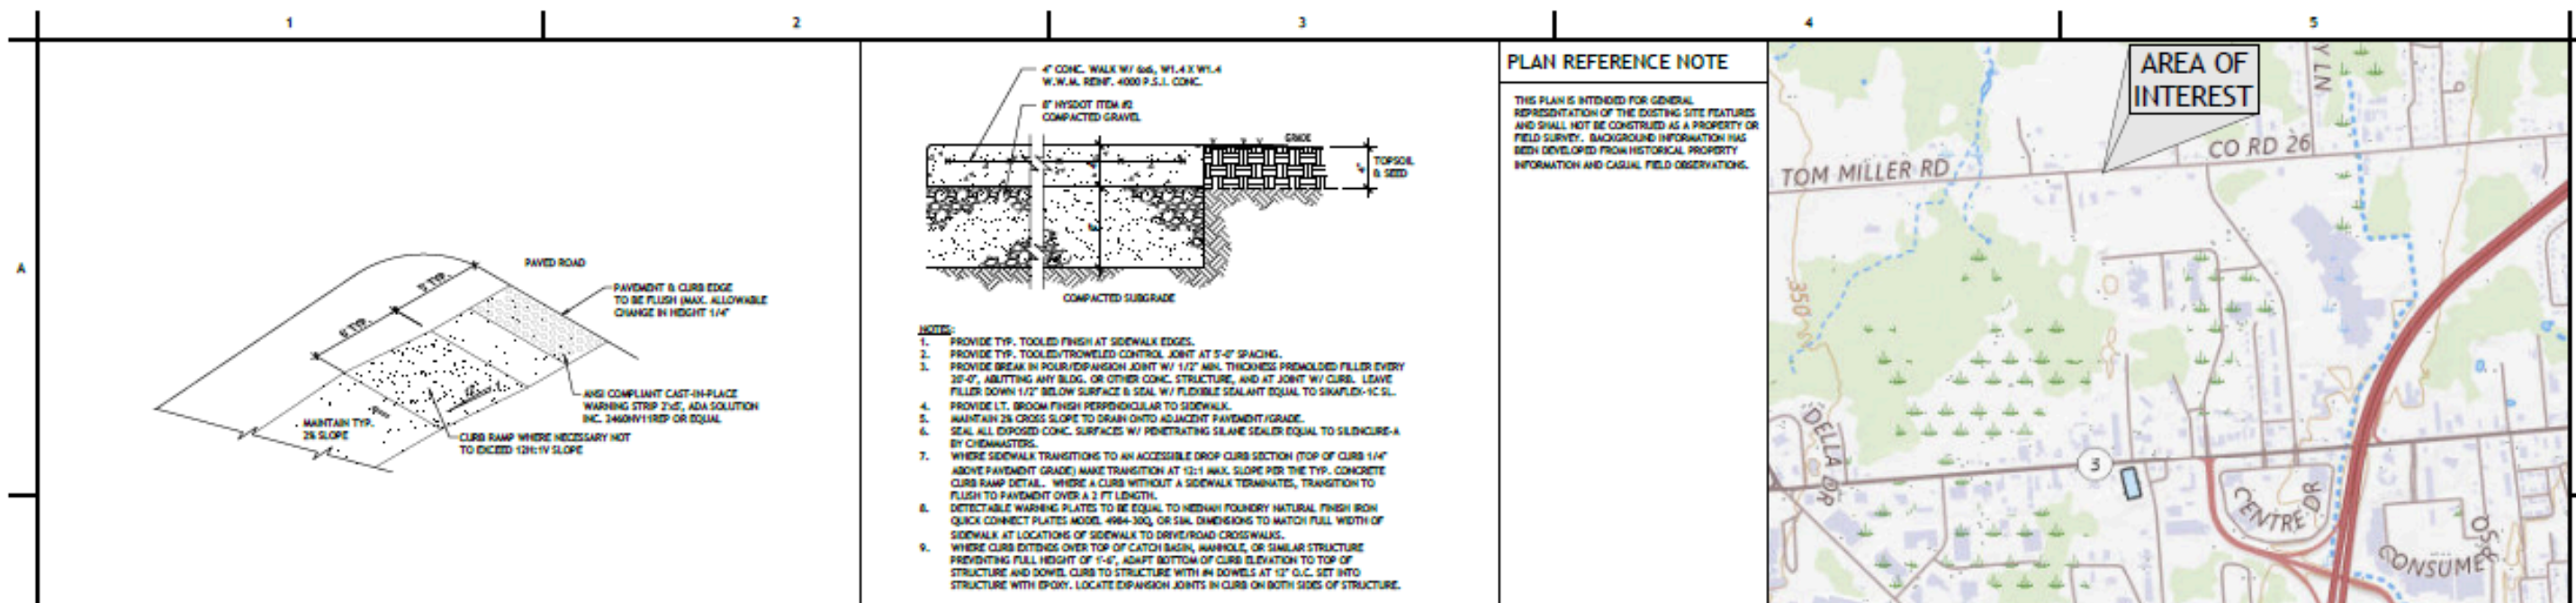 1
2
3
4
5
A
PAVED ROAD
5' TYP.
6' TYP.
PAVEMENT & CURB EDGE
TO BE FLUSH (MAX. ALLOWABLE
CHANGE IN HEIGHT 1/4"
ANSI COMPLIANT CAST-IN-PLACE
WARNING STRIP 2'x5', ADA SOLUTION
INC. 2460HV11REP OR EQUAL
MAINTAIN TYP.
2% SLOPE
CURB RAMP WHERE NECESSARY NOT
TO EXCEED 12H:1V SLOPE
4" CONC. WALK W/ 6x6, W1.4 X W1.4
W.W.M. REINF. 4000 P.S.I. CONC.
8" NYSDOT ITEM #2
COMPACTED GRAVEL
GRADE
TOPSOIL
& SEED
COMPACTED SUBGRADE
NOTES:
1. PROVIDE TYP. TOOLED FINISH AT SIDEWALK EDGES.
2. PROVIDE TYP. TOOLED/TROWELED CONTROL JOINT AT 5'-0" SPACING.
3. PROVIDE BREAK IN POUR/EXPANSION JOINT W/ 1/2" MIN. THICKNESS PREMOLDED FILLER EVERY
20'-0", ABUTTING ANY BLDG. OR OTHER CONC. STRUCTURE, AND AT JOINT W/ CURB. LEAVE
FILLER DOWN 1/2" BELOW SURFACE & SEAL W/ FLEXIBLE SEALANT EQUAL TO SIKAFLEX-1C SL.
4. PROVIDE LT. BROOM FINISH PERPENDICULAR TO SIDEWALK.
5. MAINTAIN 2% CROSS SLOPE TO DRAIN ONTO ADJACENT PAVEMENT/GRADE.
6. SEAL ALL EXPOSED CONC. SURFACES W/ PENETRATING SILANE SEALER EQUAL TO SILENCURE-A
BY CHEMMASTERS.
7. WHERE SIDEWALK TRANSITIONS TO AN ACCESSIBLE DROP CURB SECTION (TOP OF CURB 1/4"
ABOVE PAVEMENT GRADE) MAKE TRANSITION AT 12:1 MAX. SLOPE PER THE TYP. CONCRETE
CURB RAMP DETAIL. WHERE A CURB WITHOUT A SIDEWALK TERMINATES, TRANSITION TO
FLUSH TO PAVEMENT OVER A 2 FT LENGTH.
8. DETECTABLE WARNING PLATES TO BE EQUAL TO NEENAH FOUNDRY NATURAL FINISH IRON
QUICK CONNECT PLATES MODEL 4984-30Q, OR SIM. DIMENSIONS TO MATCH FULL WIDTH OF
SIDEWALK AT LOCATIONS OF SIDEWALK TO DRIVE/ROAD CROSSWALKS.
9. WHERE CURB EXTENDS OVER TOP OF CATCH BASIN, MANHOLE, OR SIMILAR STRUCTURE
PREVENTING FULL HEIGHT OF 1'-6", ADAPT BOTTOM OF CURB ELEVATION TO TOP OF
STRUCTURE AND DOWEL CURB TO STRUCTURE WITH #4 DOWELS AT 12" O.C. SET INTO
STRUCTURE WITH EPOXY. LOCATE EXPANSION JOINTS IN CURB ON BOTH SIDES OF STRUCTURE.
PLAN REFERENCE NOTE
THIS PLAN IS INTENDED FOR GENERAL
REPRESENTATION OF THE EXISTING SITE FEATURES
AND SHALL NOT BE CONSTRUED AS A PROPERTY OR
FIELD SURVEY. BACKGROUND INFORMATION HAS
BEEN DEVELOPED FROM HISTORICAL PROPERTY
INFORMATION AND CASUAL FIELD OBSERVATIONS.
AREA OF
INTEREST
Y LN
CO RD 26
TOM MILLER RD
350
DELLA DR
3
CENTRE DR
CONSUME